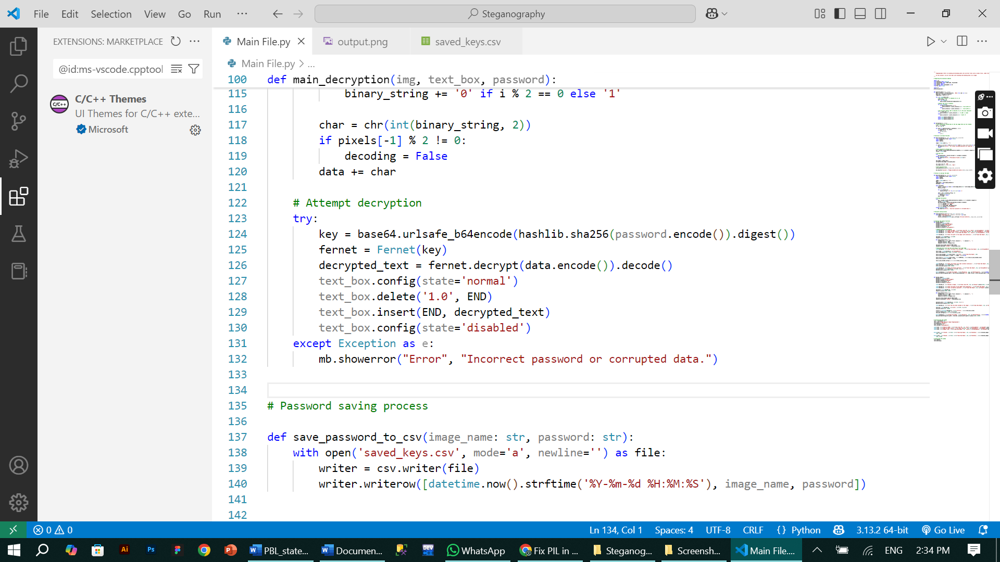 File Edit Selection View Go Run ···
Steganography
EXTENSIONS: MARKETPLACE
@id:ms-vscode.cpptool
C/C++
C/C++ Themes
UI Themes for C/C++ exte...
Microsoft
Main File.py
output.png
saved_keys.csv
Main File.py > ...
100 def main_decryption(img, text_box, password):
115 binary_string += '0' if i % 2 == 0 else '1'
116
117 char = chr(int(binary_string, 2))
118 if pixels[-1] % 2 != 0:
119 decoding = False
120 data += char
121
122 # Attempt decryption
123 try:
124 key = base64.urlsafe_b64encode(hashlib.sha256(password.encode()).digest())
125 fernet = Fernet(key)
126 decrypted_text = fernet.decrypt(data.encode()).decode()
127 text_box.config(state='normal')
128 text_box.delete('1.0', END)
129 text_box.insert(END, decrypted_text)
130 text_box.config(state='disabled')
131 except Exception as e:
132 mb.showerror("Error", "Incorrect password or corrupted data.")
133
134
135 # Password saving process
136
137 def save_password_to_csv(image_name: str, password: str):
138 with open('saved_keys.csv', mode='a', newline='') as file:
139 writer = csv.writer(file)
140 writer.writerow([datetime.now().strftime('%Y-%m-%d %H:%M:%S'), image_name, password])
141
142
0 0
Ln 134, Col 1 Spaces: 4 UTF-8 CRLF {} Python 3.13.2 64-bit Go Live
Ai Ps PBL_state... Documen... DEV WhatsApp Fix PIL in ... Steganog... Screensh... Main File.... ENG 2:34 PM